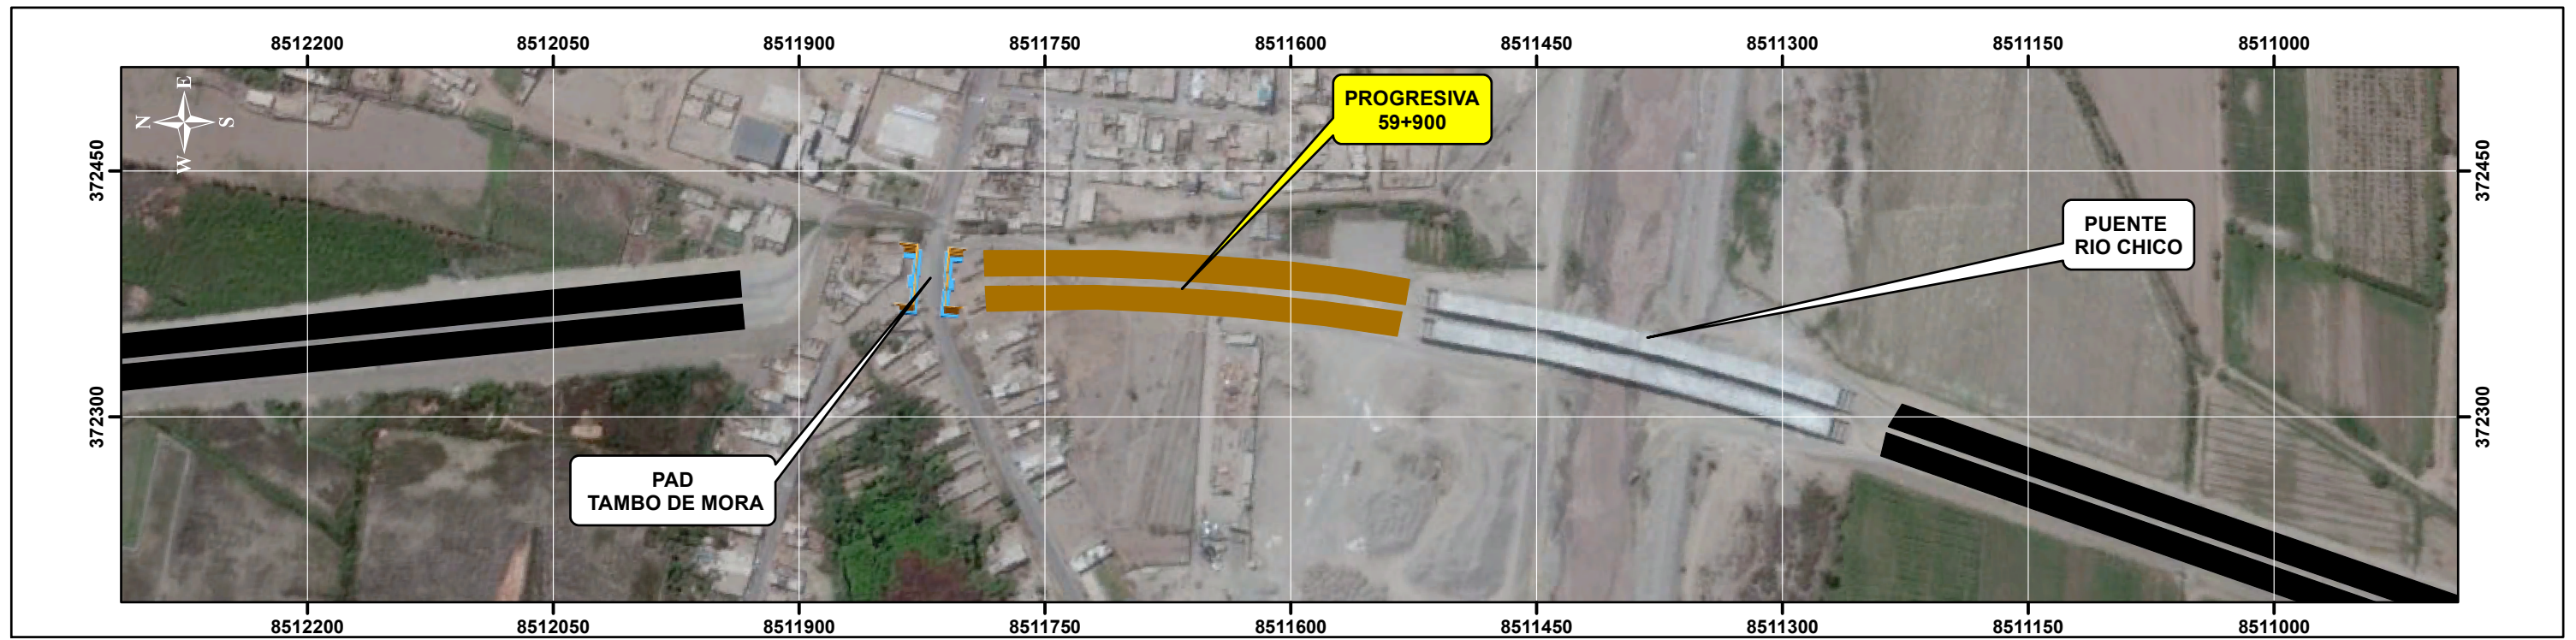 8512200 8512050 8511900 8511750 8511600 8511450 8511300 8511150 8511000
E
N S
W
372450
372450
PROGRESIVA
59+900
PUENTE
RIO CHICO
372300
372300
PAD
TAMBO DE MORA
8512200 8512050 8511900 8511750 8511600 8511450 8511300 8511150 8511000